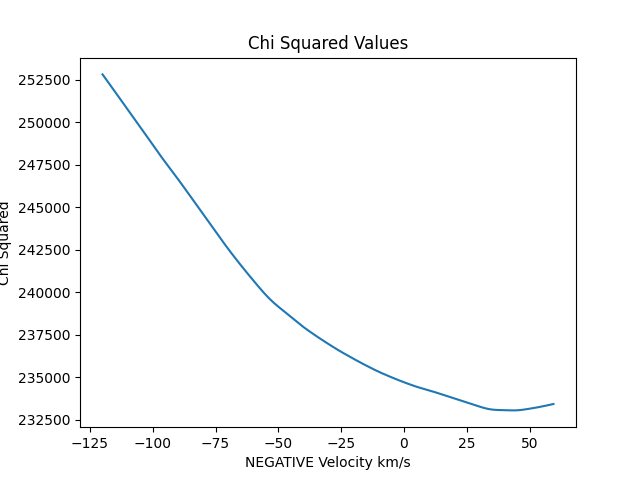 Chi Squared Values
252500
250000
247500
245000
242500
240000
237500
235000
232500
Chi Squared
−125 −100 −75 −50 −25 0 25 50
NEGATIVE Velocity km/s